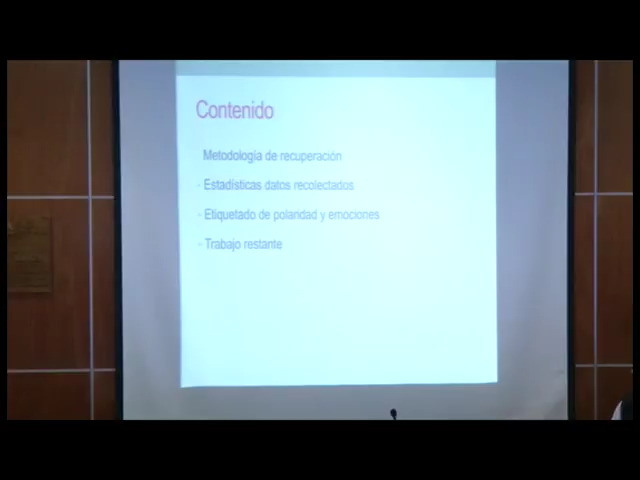 Contenido
Metodología de recuperación
- Estadísticas datos recolectados
- Etiquetado de polaridad y emociones
- Trabajo restante